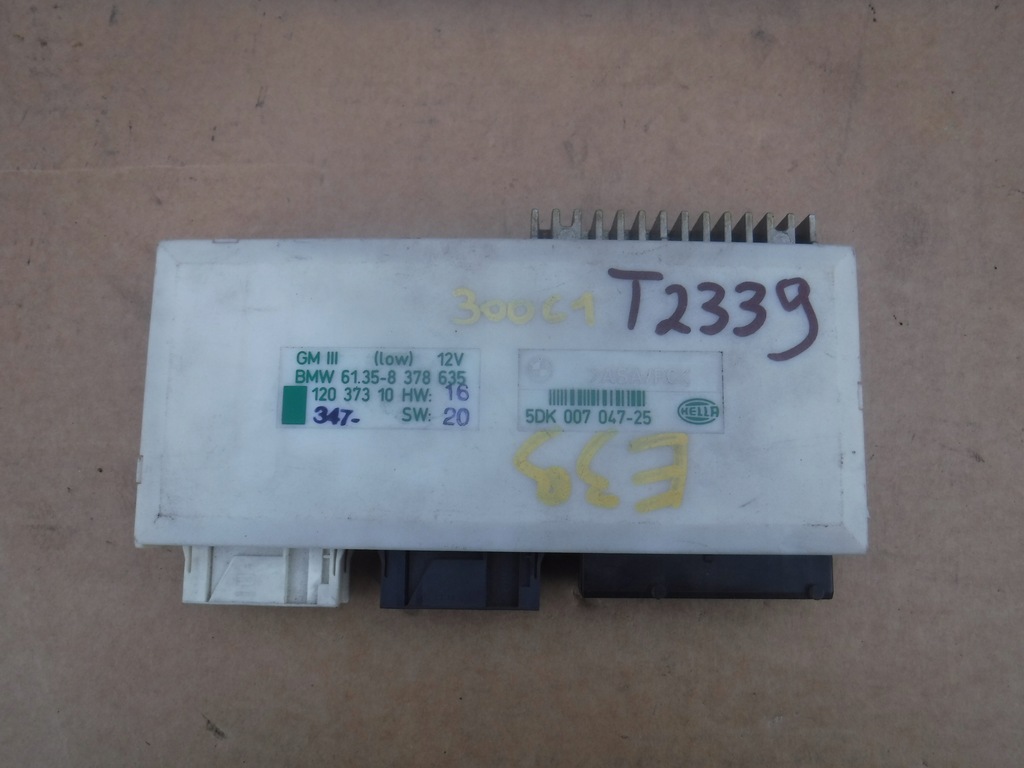 300C1 T2339
GM III (low) 12V
BMW 61.35-8 378 635
120 373 10 HW: 16
347- SW: 20
5DK 007 047-25
HELLA
E38